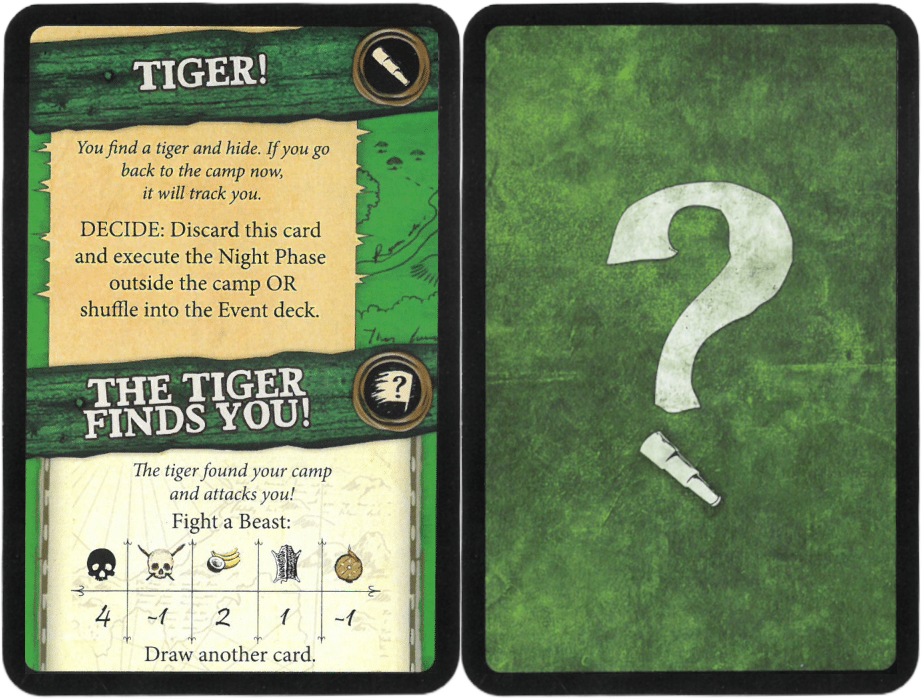 TIGER!
You find a tiger and hide. If you go
back to the camp now,
it will track you.
DECIDE: Discard this card
and execute the Night Phase
outside the camp OR
shuffle into the Event deck.
?
THE TIGER
FINDS YOU!
The tiger found your camp
and attacks you!
Fight a Beast:
4 -1 2 1 -1
Draw another card.
?